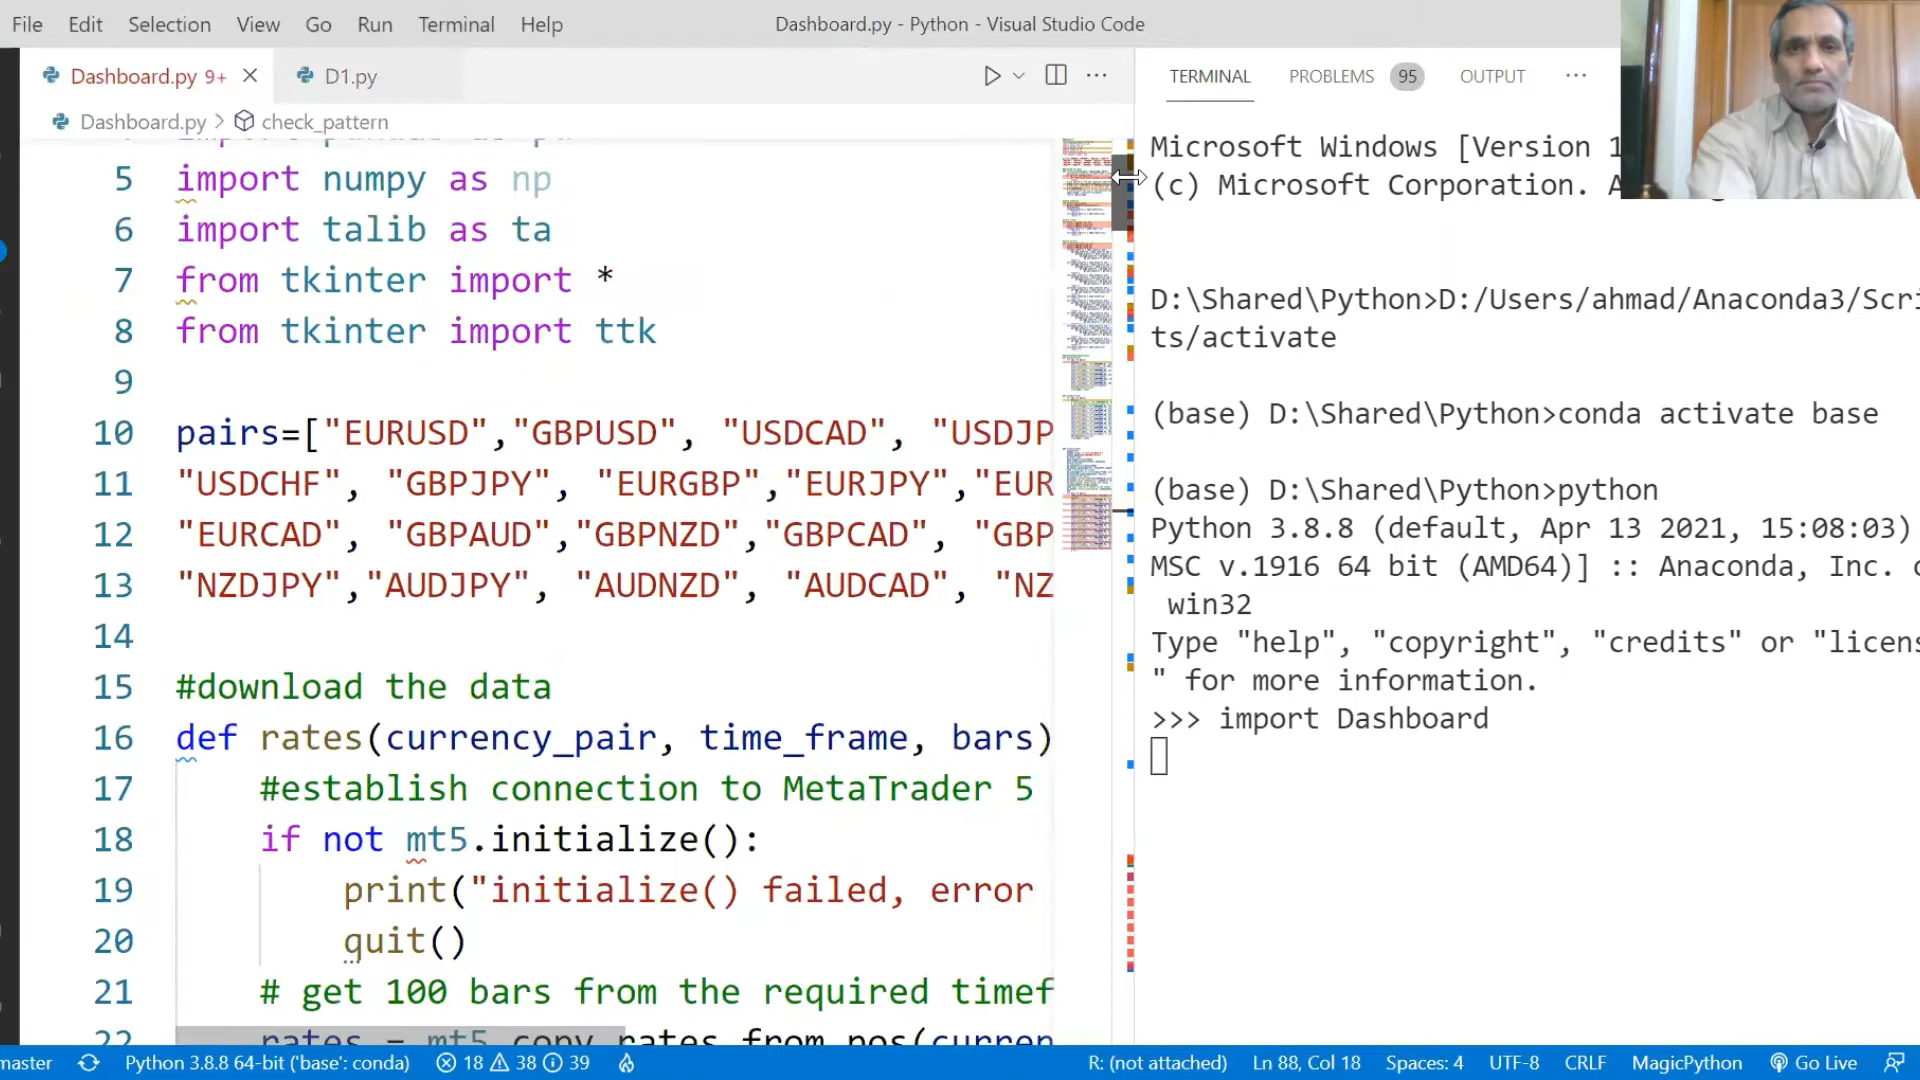 File Edit Selection View Go Run Terminal Help Dashboard.py - Python - Visual Studio Code
Dashboard.py 9+ D1.py
TERMINAL PROBLEMS 95 OUTPUT
Dashboard.py > check_pattern
5 import numpy as np
6 import talib as ta
7 from tkinter import *
8 from tkinter import ttk
9
10 pairs=["EURUSD","GBPUSD", "USDCAD", "USDJP
11 "USDCHF", "GBPJPY", "EURGBP","EURJPY","EUR
12 "EURCAD", "GBPAUD","GBPNZD","GBPCAD", "GBP
13 "NZDJPY","AUDJPY", "AUDNZD", "AUDCAD", "NZ
14
15 #download the data
16 def rates(currency_pair, time_frame, bars)
17 #establish connection to MetaTrader 5
18 if not mt5.initialize():
19 print("initialize() failed, error
20 quit()
21 # get 100 bars from the required timef
22 rates = mt5.copy_rates_from_pos(curren
Microsoft Windows [Version 1
(c) Microsoft Corporation. A
D:\Shared\Python>D:/Users/ahmad/Anaconda3/Scri
ts/activate
(base) D:\Shared\Python>conda activate base
(base) D:\Shared\Python>python
Python 3.8.8 (default, Apr 13 2021, 15:08:03)
MSC v.1916 64 bit (AMD64)] :: Anaconda, Inc.
win32
Type "help", "copyright", "credits" or "licens
" for more information.
>>> import Dashboard
master Python 3.8.8 64-bit ('base': conda) 18 38 39 R: (not attached) Ln 88, Col 18 Spaces: 4 UTF-8 CRLF MagicPython Go Live